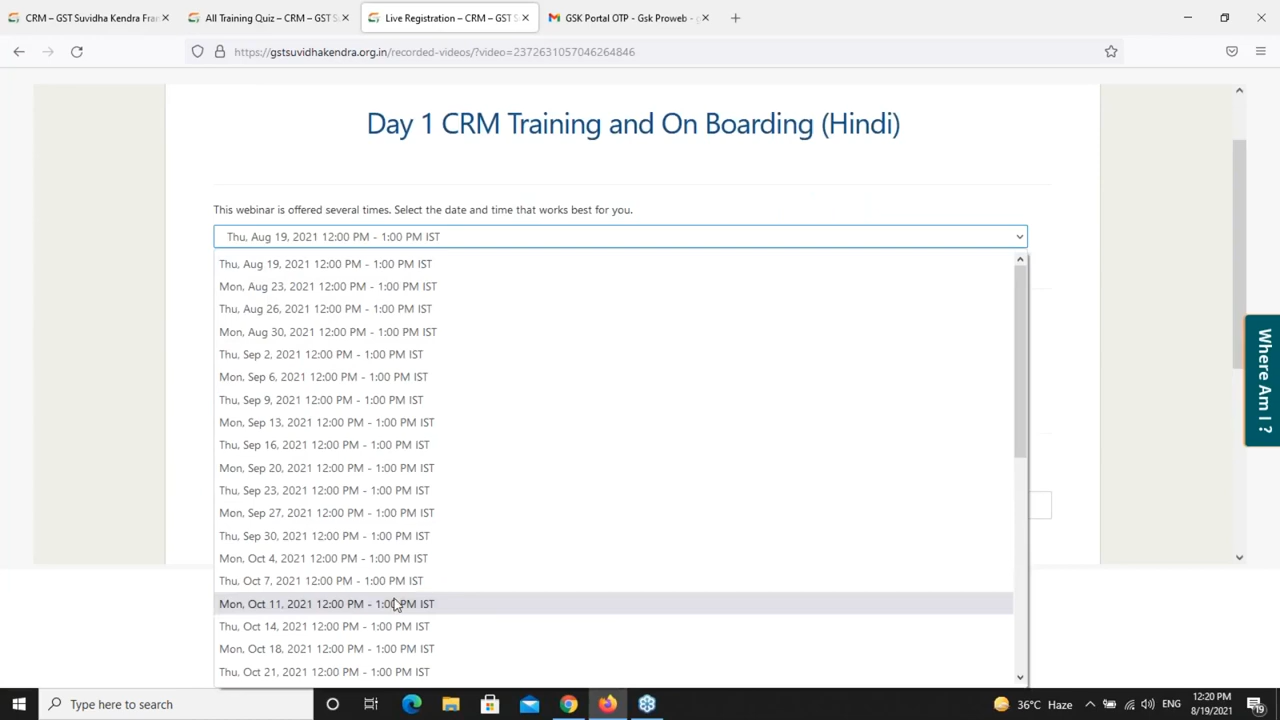 CRM – GST Suvidha Kendra Fra
All Training Quiz – CRM – GST S
Live Registration – CRM – GST S
GSK Portal OTP - Gsk Proweb -
https://gstsuvidhakendra.org.in/recorded-videos/?video=2372631057046264846
Day 1 CRM Training and On Boarding (Hindi)
This webinar is offered several times. Select the date and time that works best for you.
Thu, Aug 19, 2021 12:00 PM - 1:00 PM IST
Thu, Aug 19, 2021 12:00 PM - 1:00 PM IST
Mon, Aug 23, 2021 12:00 PM - 1:00 PM IST
Thu, Aug 26, 2021 12:00 PM - 1:00 PM IST
Mon, Aug 30, 2021 12:00 PM - 1:00 PM IST
Thu, Sep 2, 2021 12:00 PM - 1:00 PM IST
Mon, Sep 6, 2021 12:00 PM - 1:00 PM IST
Thu, Sep 9, 2021 12:00 PM - 1:00 PM IST
Mon, Sep 13, 2021 12:00 PM - 1:00 PM IST
Thu, Sep 16, 2021 12:00 PM - 1:00 PM IST
Mon, Sep 20, 2021 12:00 PM - 1:00 PM IST
Thu, Sep 23, 2021 12:00 PM - 1:00 PM IST
Mon, Sep 27, 2021 12:00 PM - 1:00 PM IST
Thu, Sep 30, 2021 12:00 PM - 1:00 PM IST
Mon, Oct 4, 2021 12:00 PM - 1:00 PM IST
Thu, Oct 7, 2021 12:00 PM - 1:00 PM IST
Mon, Oct 11, 2021 12:00 PM - 1:00 PM IST
Thu, Oct 14, 2021 12:00 PM - 1:00 PM IST
Mon, Oct 18, 2021 12:00 PM - 1:00 PM IST
Thu, Oct 21, 2021 12:00 PM - 1:00 PM IST
Where Am I ?
Type here to search
36°C Haze
ENG
12:20 PM
8/19/2021
19